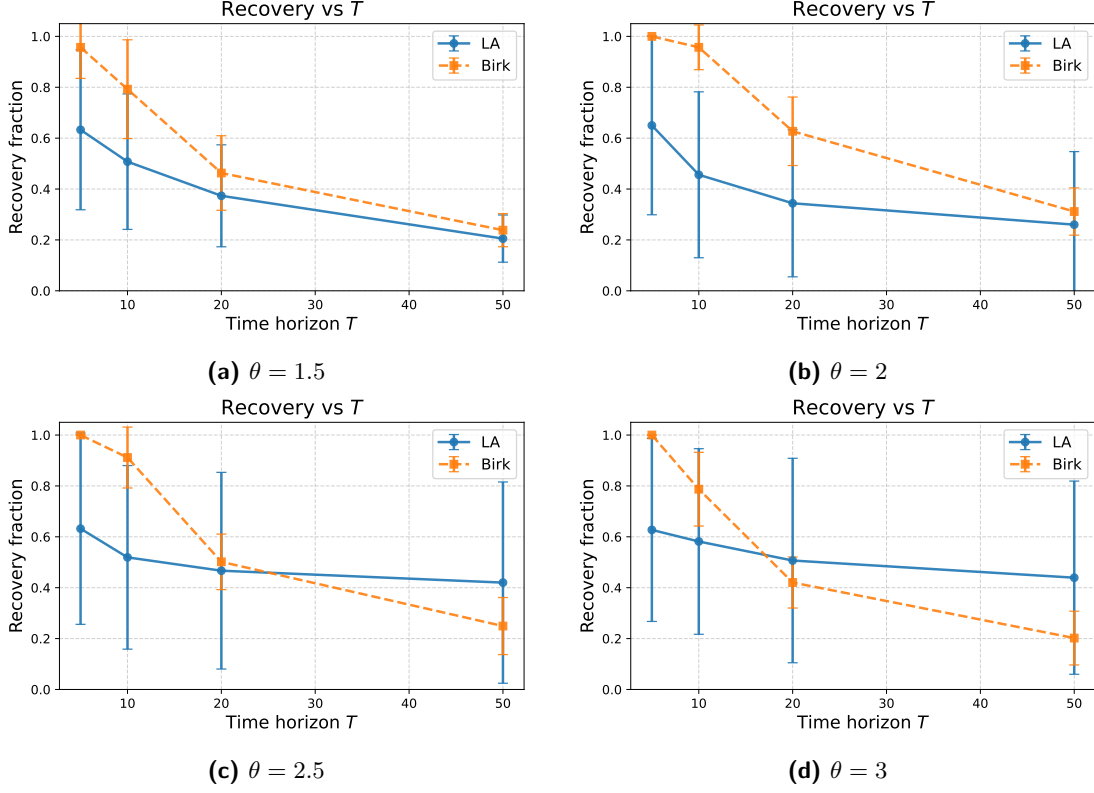 Recovery vs T
1.0
0.8
0.6
0.4
0.2
0.0
Recovery fraction
LA
Birk
10 20 30 40 50
Time horizon T
(a) θ = 1.5
Recovery vs T
1.0
0.8
0.6
0.4
0.2
0.0
Recovery fraction
LA
Birk
10 20 30 40 50
Time horizon T
(b) θ = 2
Recovery vs T
1.0
0.8
0.6
0.4
0.2
0.0
Recovery fraction
LA
Birk
10 20 30 40 50
Time horizon T
(c) θ = 2.5
Recovery vs T
1.0
0.8
0.6
0.4
0.2
0.0
Recovery fraction
LA
Birk
10 20 30 40 50
Time horizon T
(d) θ = 3